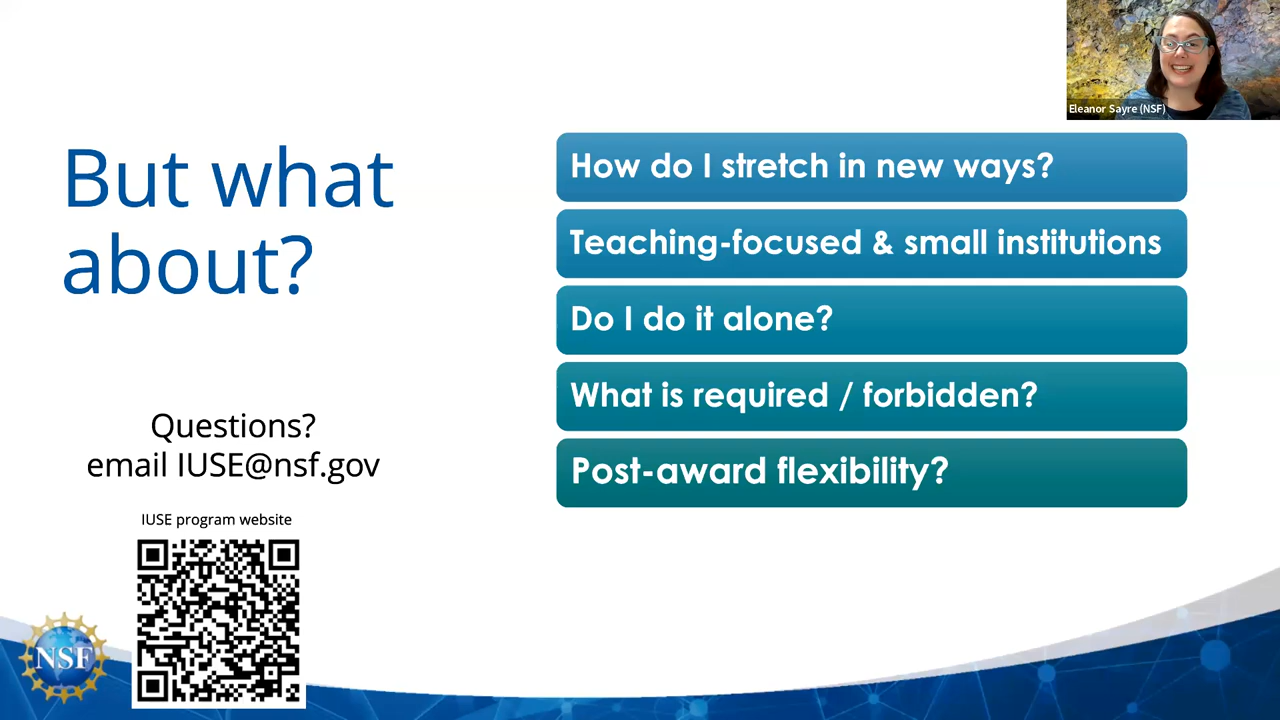 Eleanor Sayre (NSF)
But what
about?
How do I stretch in new ways?
Teaching-focused & small institutions
Do I do it alone?
What is required / forbidden?
Post-award flexibility?
Questions?
email IUSE@nsf.gov
IUSE program website
NSF